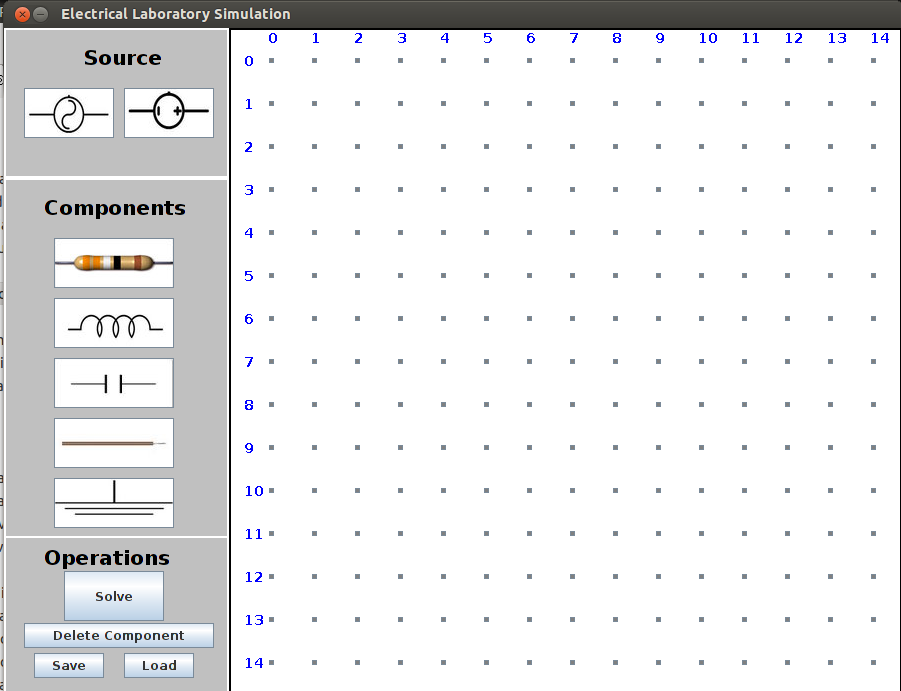 Electrical Laboratory Simulation
Source
Components
Operations
Solve
Delete Component
Save Load
0 1 2 3 4 5 6 7 8 9 10 11 12 13 14
0
1
2
3
4
5
6
7
8
9
10
11
12
13
14